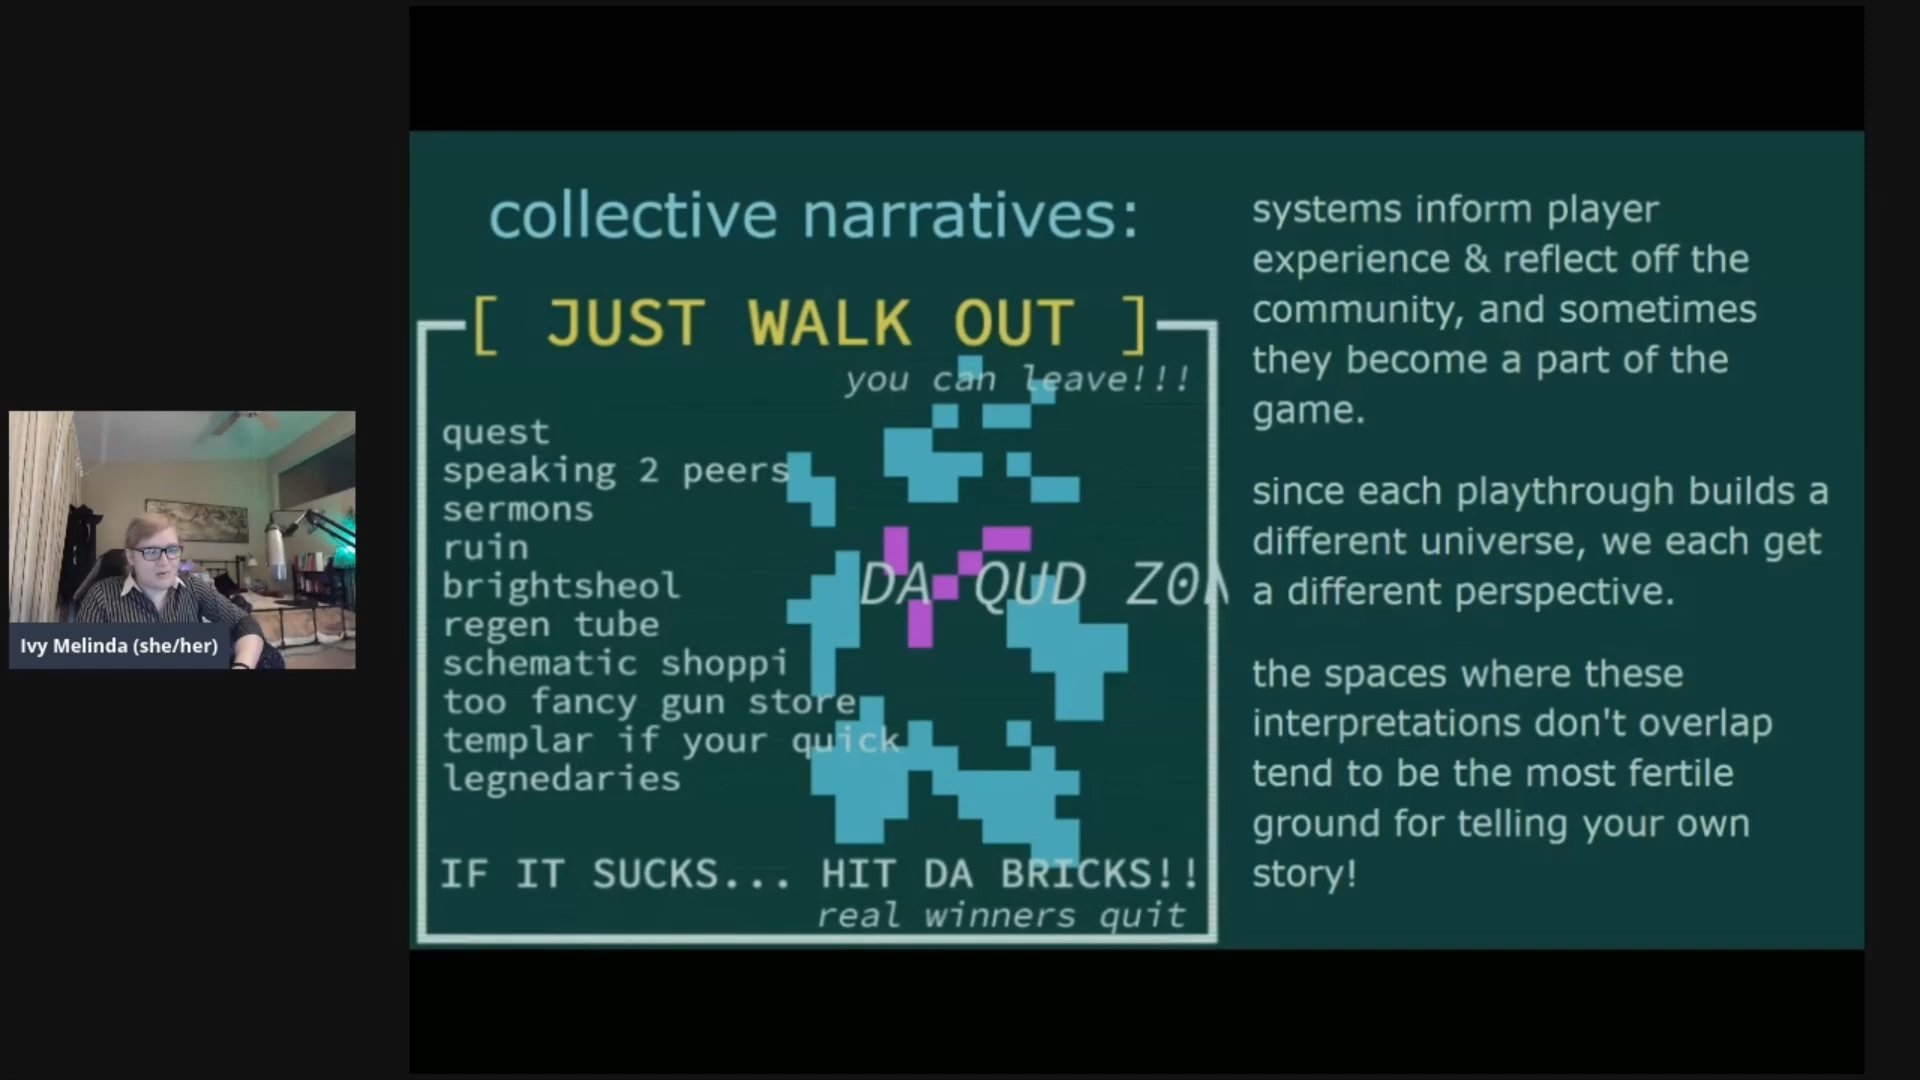 collective narratives:
[ JUST WALK OUT ]
you can leave!!!
quest
speaking 2 peers
sermons
ruin
brightsheol
regen tube
schematic shoppi
too fancy gun store
templar if your quick
legnedaries
DA QUD
IF IT SUCKS... HIT DA BRICKS!!
real winners quit
systems inform player
experience & reflect off the
community, and sometimes
they become a part of the
game.
since each playthrough builds a
different universe, we each get
a different perspective.
the spaces where these
interpretations don't overlap
tend to be the most fertile
ground for telling your own
story!
Ivy Melinda (she/her)